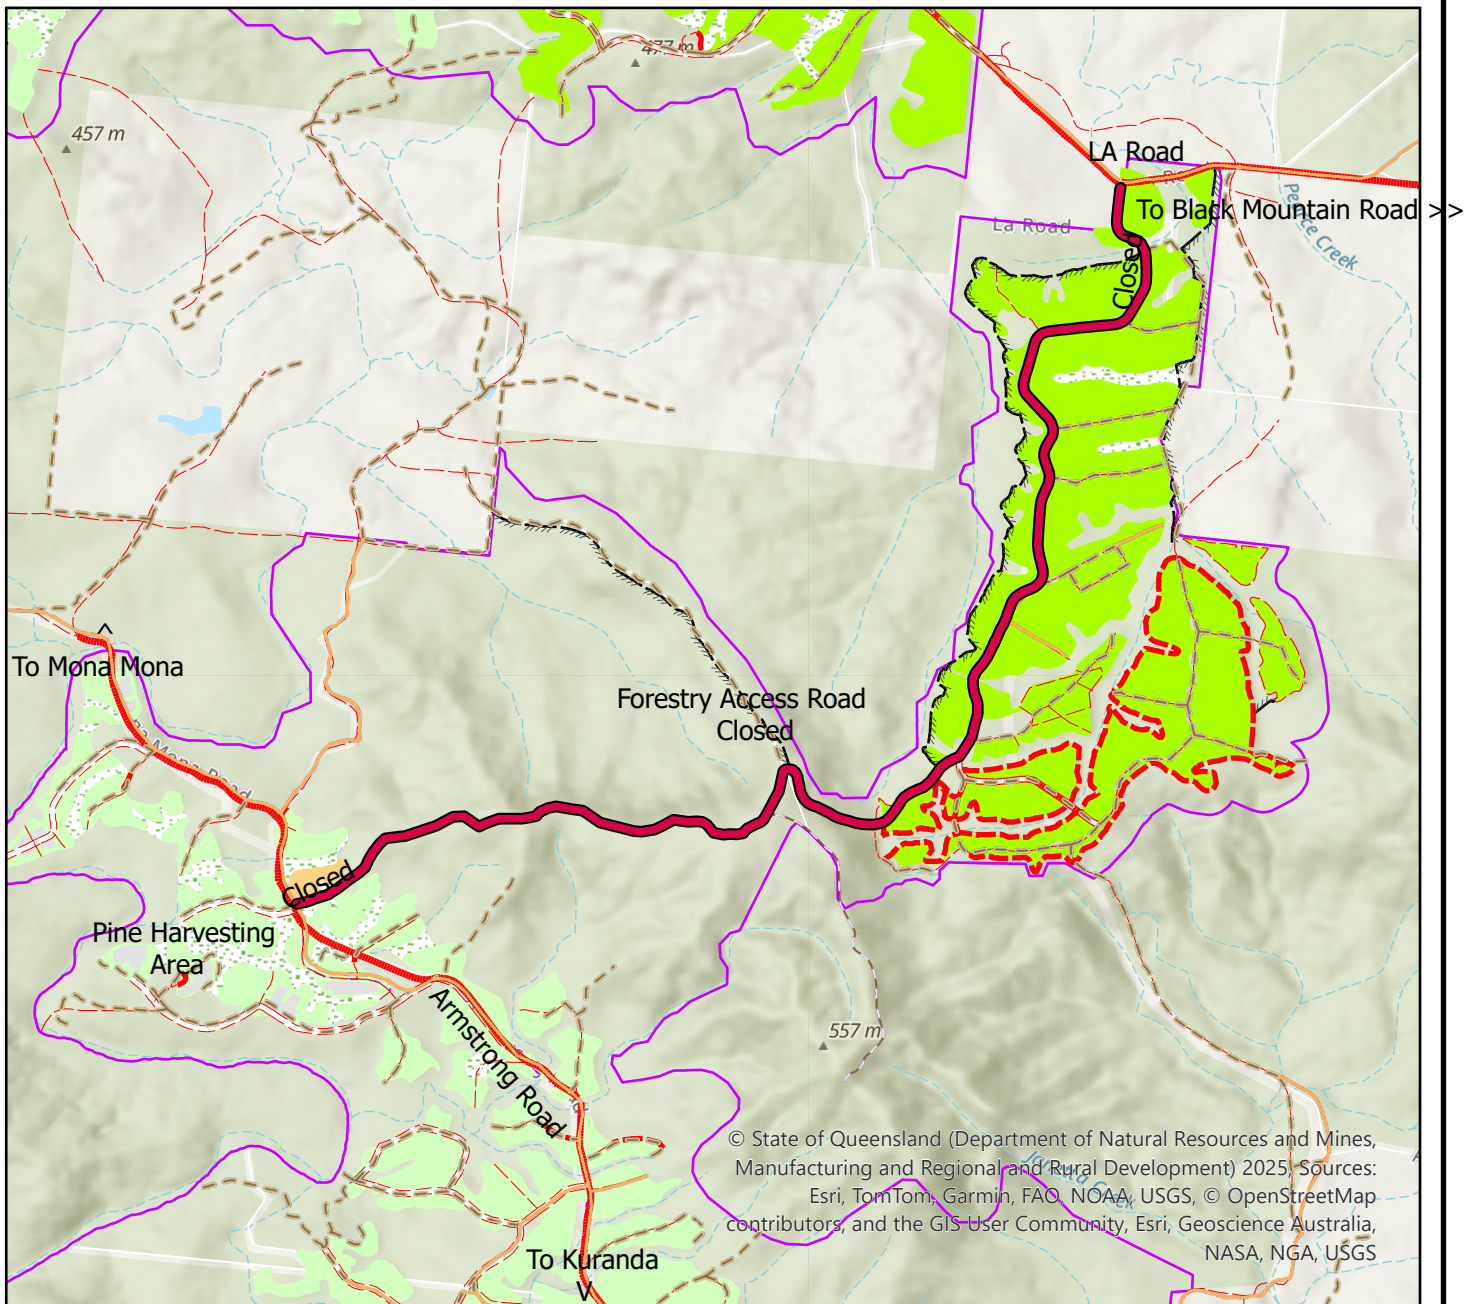 477 m
457 m
LA Road
To Black Mountain Road >>
La Road
Pearce Creek
Closed
To Mona Mona
Forestry Access Road
Closed
Closed
Pine Harvesting
Area
Armstrong Road
557 m
© State of Queensland (Department of Natural Resources and Mines,
Manufacturing and Regional and Rural Development) 2025, Sources:
Esri, TomTom, Garmin, FAO, NOAA, USGS, © OpenStreetMap
contributors, and the GIS User Community, Esri, Geoscience Australia,
NASA, NGA, USGS
To Kuranda
V